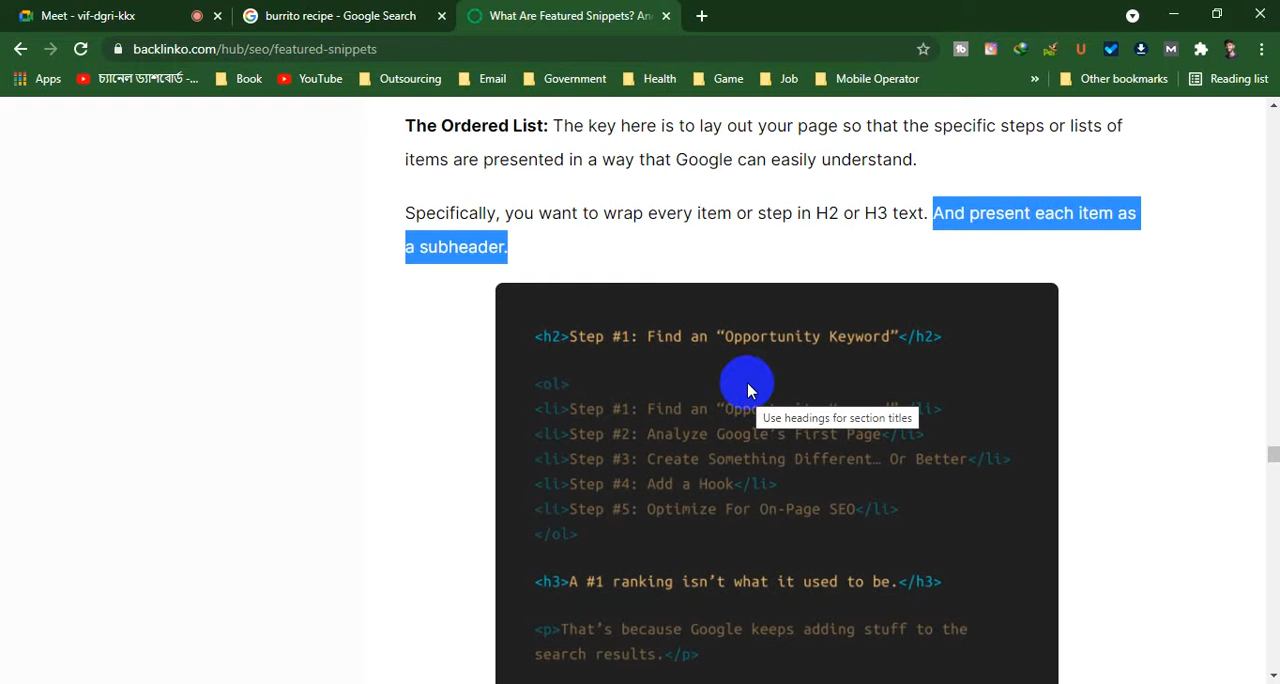 Meet - vif-dgri-kkx
burrito recipe - Google Search
What Are Featured Snippets? An
backlinko.com/hub/seo/featured-snippets
Apps
চ্যানেল ড্যাশবোর্ড -...
Book
YouTube
Outsourcing
Email
Government
Health
Game
Job
Mobile Operator
»
Other bookmarks
Reading list
The Ordered List: The key here is to lay out your page so that the specific steps or lists of
items are presented in a way that Google can easily understand.
Specifically, you want to wrap every item or step in H2 or H3 text. And present each item as
a subheader.
<h2>Step #1: Find an “Opportunity Keyword”</h2>
<ol>
<li>Step #1: Find an “Opportunity Keyword”</li>
Use headings for section titles
<li>Step #2: Analyze Google’s First Page</li>
<li>Step #3: Create Something Different… Or Better</li>
<li>Step #4: Add a Hook</li>
<li>Step #5: Optimize For On-Page SEO</li>
</ol>
<h3>A #1 ranking isn’t what it used to be.</h3>
<p>That’s because Google keeps adding stuff to the
search results.</p>